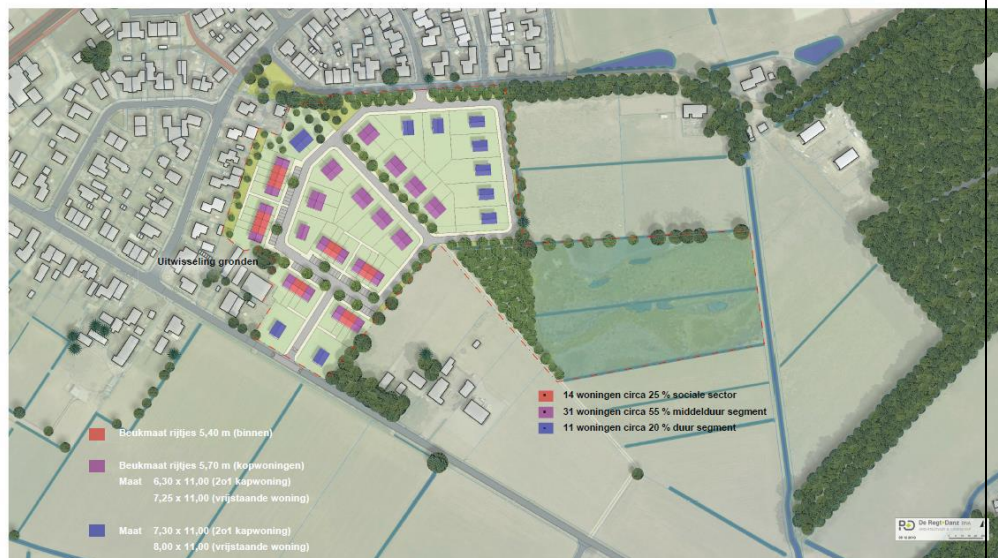 Uitwisseling gronden
14 woningen circa 25 % sociale sector
31 woningen circa 55 % middelduur segment
11 woningen circa 20 % duur segment
Beukmaat rijtjes 5,40 m (binnen)
Beukmaat rijtjes 5,70 m (kopwoningen)
Maat 6,30 x 11,00 (2o1 kapwoning)
7,25 x 11,00 (vrijstaande woning)
Maat 7,30 x 11,00 (2o1 kapwoning)
8,00 x 11,00 (vrijstaande woning)
De Regt-Danz